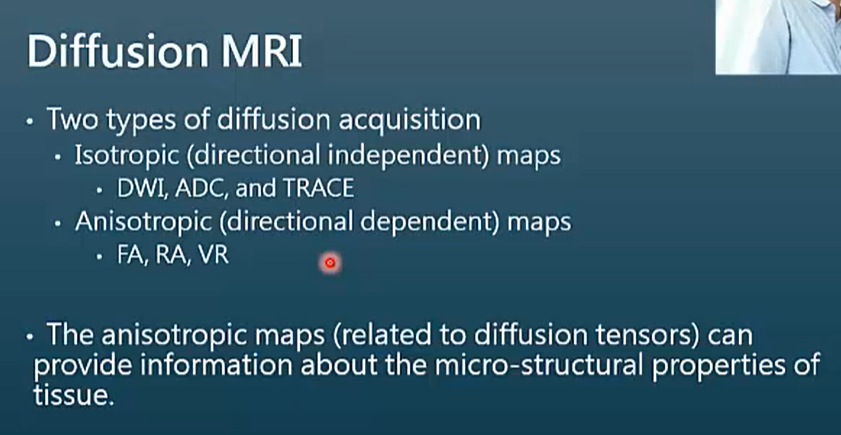 Diffusion MRI
• Two types of diffusion acquisition
• Isotropic (directional independent) maps
• DWI, ADC, and TRACE
• Anisotropic (directional dependent) maps
• FA, RA, VR
• The anisotropic maps (related to diffusion tensors) can
provide information about the micro-structural properties of
tissue.